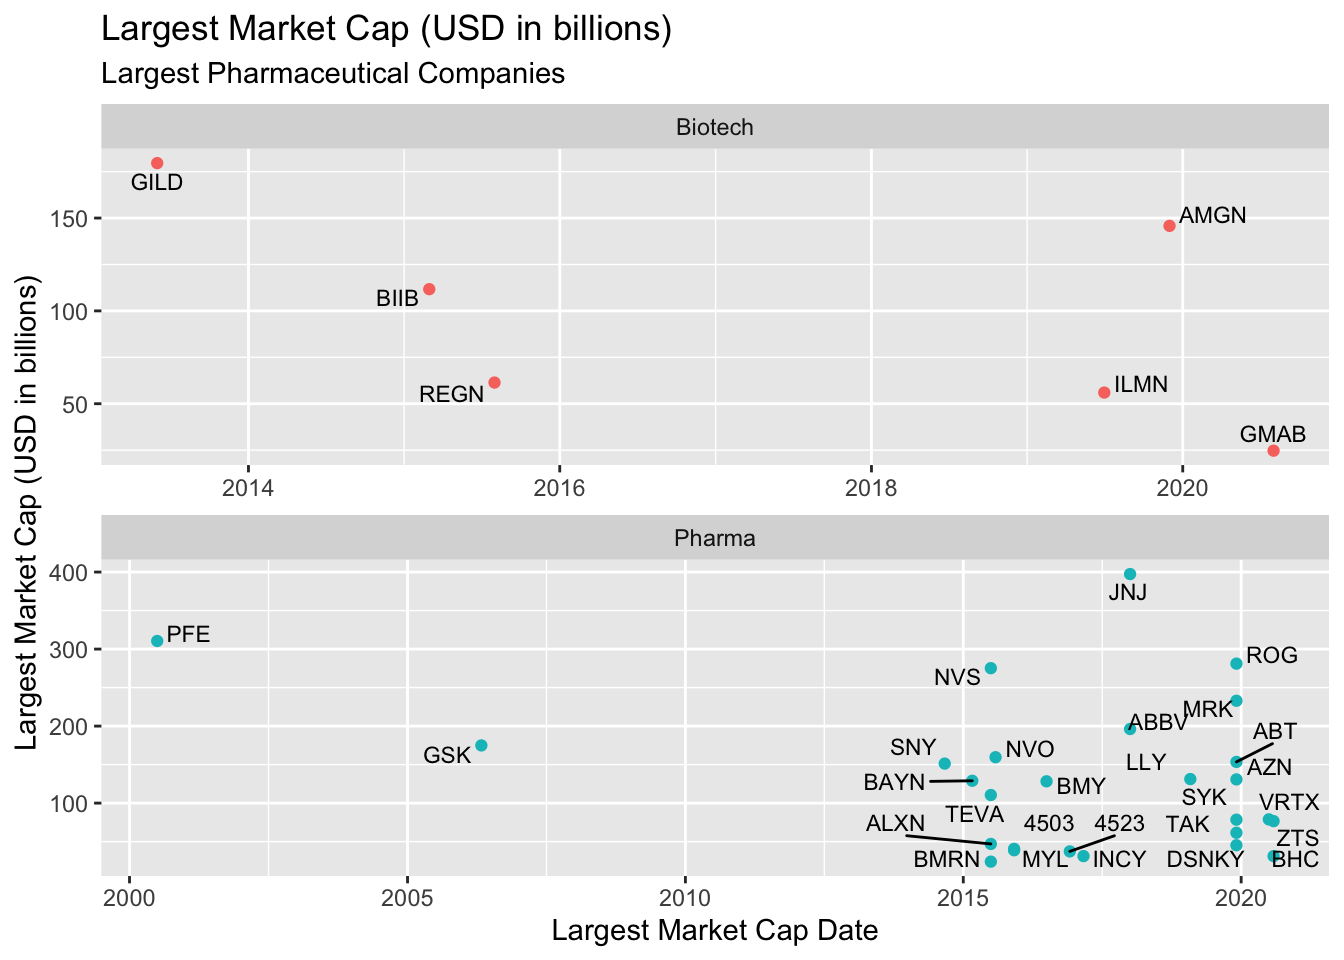 Largest Market Cap (USD in billions)
Largest Pharmaceutical Companies
Largest Market Cap (USD in billions)
Biotech
GILD
AMGN
150
BIIB
100
ILMN
REGN
50
GMAB
2014 2016 2018 2020
Pharma
400
JNJ
PFE
300
ROG
NVS
MRK
ABBV
200
ABT
SNY NVO
GSK
LLY
AZN
BAYN
BMY
SYK
100
VRTX
TEVA
ALXN 4503 4523 TAK
ZTS
BMRN MYL INCY DSNKY BHC
2000 2005 2010 2015 2020
Largest Market Cap Date